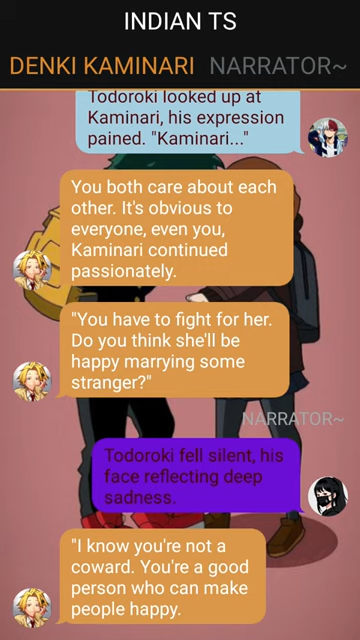 INDIAN TS
DENKI KAMINARI NARRATOR~
Todoroki looked up at
Kaminari, his expression
pained. "Kaminari..."
You both care about each
other. It's obvious to
everyone, even you,
Kaminari continued
passionately.
"You have to fight for her.
Do you think she'll be
happy marrying some
stranger?"
NARRATOR~
Todoroki fell silent, his
face reflecting deep
sadness.
"I know you're not a
coward. You're a good
person who can make
people happy.